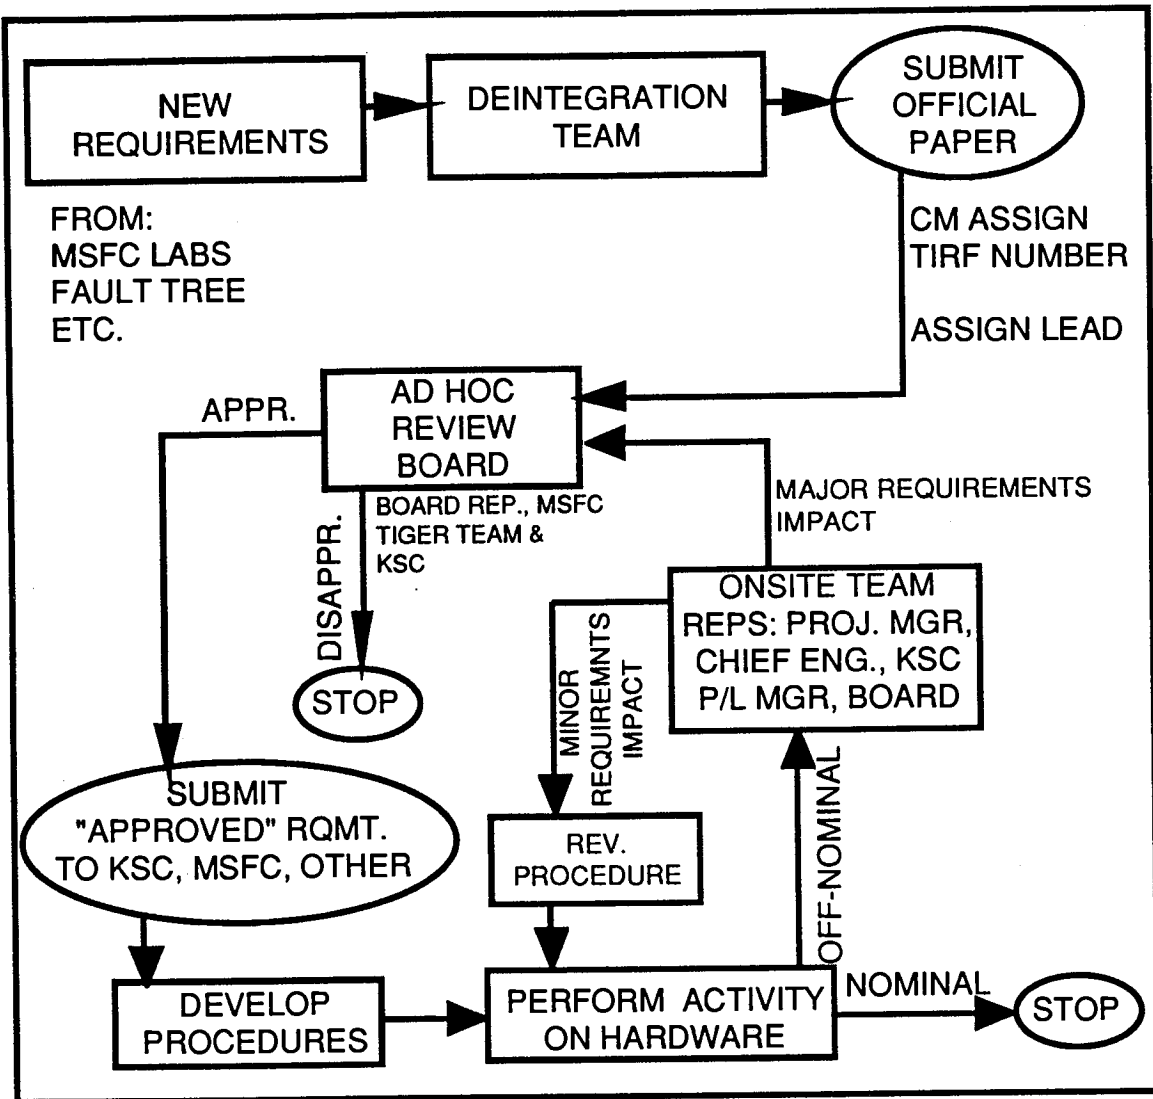 NEW
REQUIREMENTS
DEINTEGRATION
TEAM
SUBMIT
OFFICIAL
PAPER
FROM:
MSFC LABS
FAULT TREE
ETC.
CM ASSIGN
TIRF NUMBER
ASSIGN LEAD
AD HOC
REVIEW
BOARD
APPR.
DISAPPR.
BOARD REP., MSFC
TIGER TEAM &
KSC
STOP
MAJOR REQUIREMENTS
IMPACT
ONSITE TEAM
REPS: PROJ. MGR,
CHIEF ENG., KSC
P/L MGR, BOARD
MINOR
REQUIREMNTS
IMPACT
OFF-NOMINAL
SUBMIT
"APPROVED" RQMT.
TO KSC, MSFC, OTHER
REV.
PROCEDURE
DEVELOP
PROCEDURES
PERFORM ACTIVITY
ON HARDWARE
NOMINAL
STOP